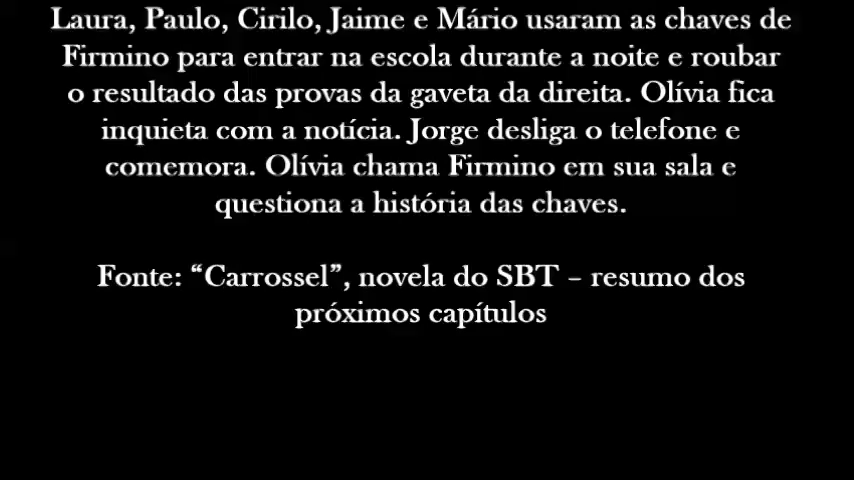 Laura, Paulo, Cirilo, Jaime e Mário usaram as chaves de
Firmino para entrar na escola durante a noite e roubar
o resultado das provas da gaveta da direita. Olívia fica
inquieta com a notícia. Jorge desliga o telefone e
comemora. Olívia chama Firmino em sua sala e
questiona a história das chaves.
Fonte: “Carrossel”, novela do SBT – resumo dos
próximos capítulos